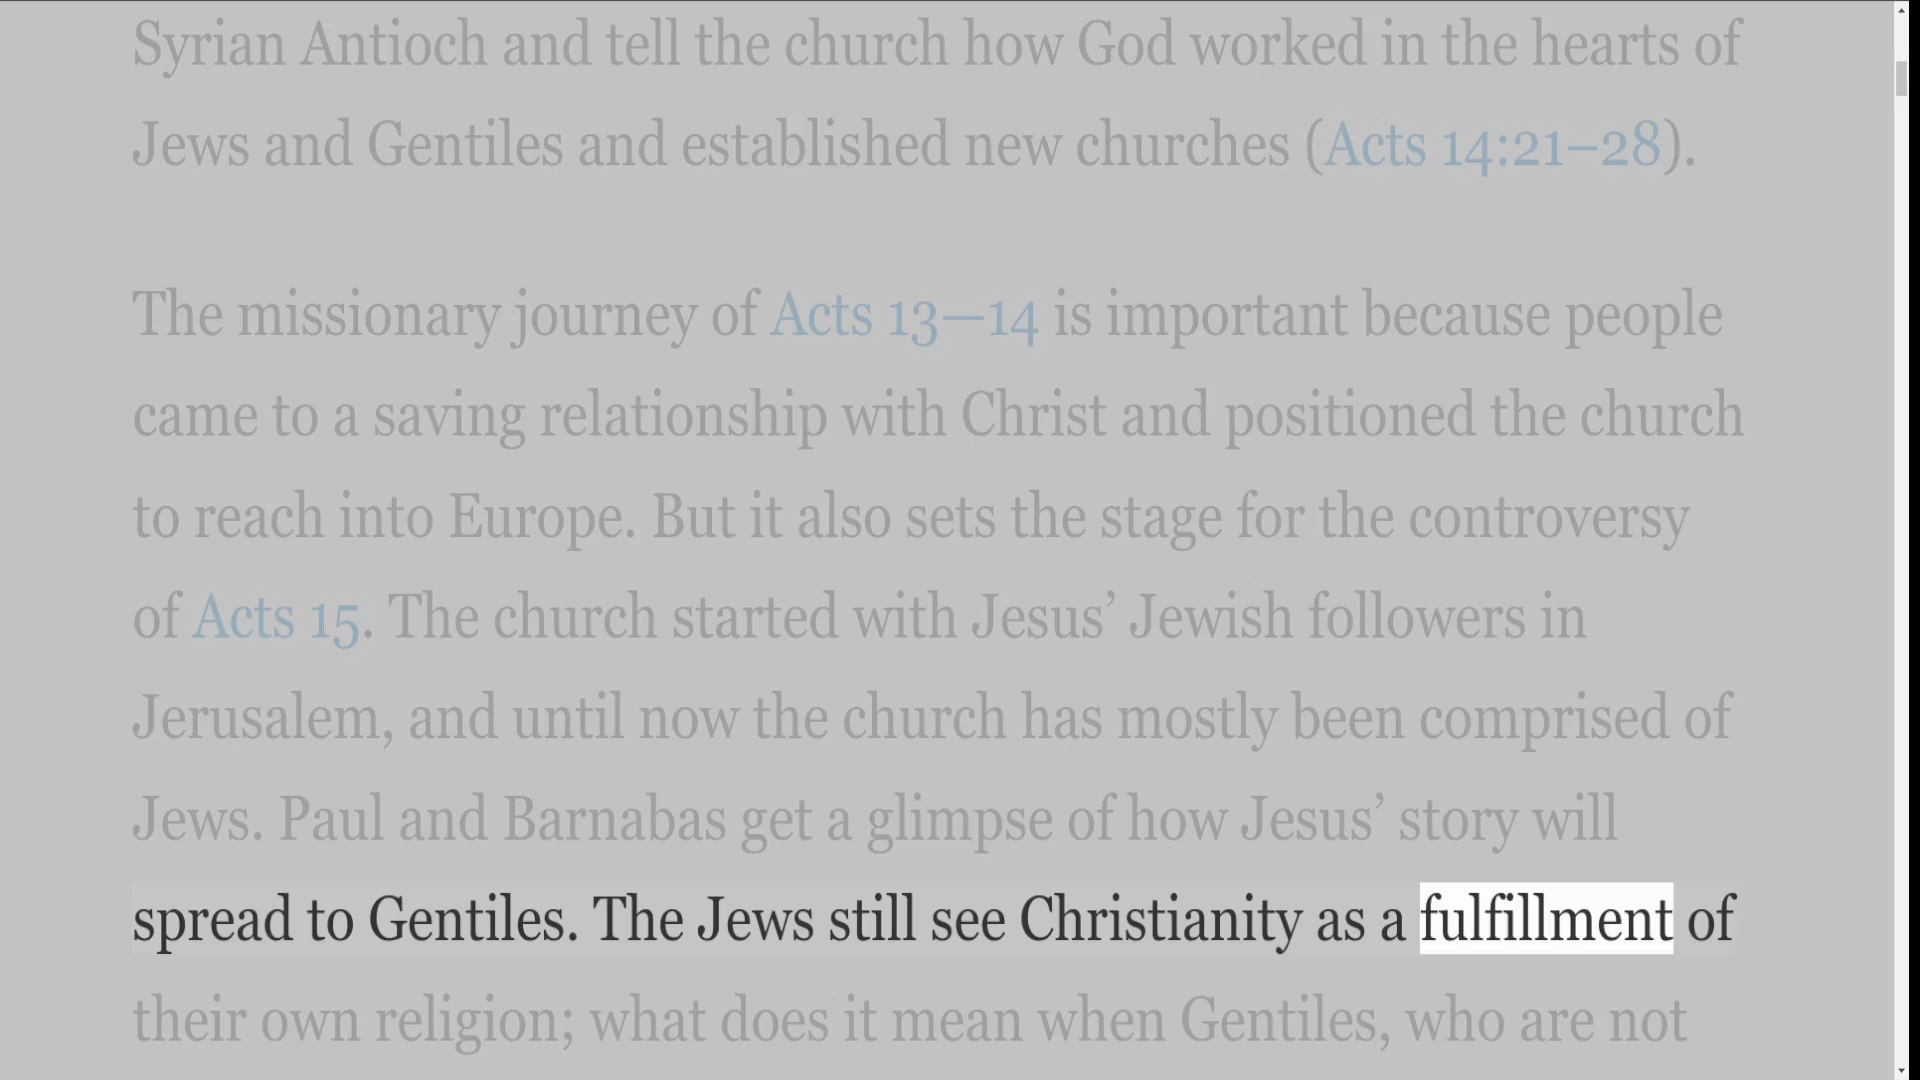 Syrian Antioch and tell the church how God worked in the hearts of
Jews and Gentiles and established new churches (Acts 14:21–28).
The missionary journey of Acts 13—14 is important because people
came to a saving relationship with Christ and positioned the church
to reach into Europe. But it also sets the stage for the controversy
of Acts 15. The church started with Jesus’ Jewish followers in
Jerusalem, and until now the church has mostly been comprised of
Jews. Paul and Barnabas get a glimpse of how Jesus’ story will
spread to Gentiles. The Jews still see Christianity as a fulfillment of
their own religion; what does it mean when Gentiles, who are not